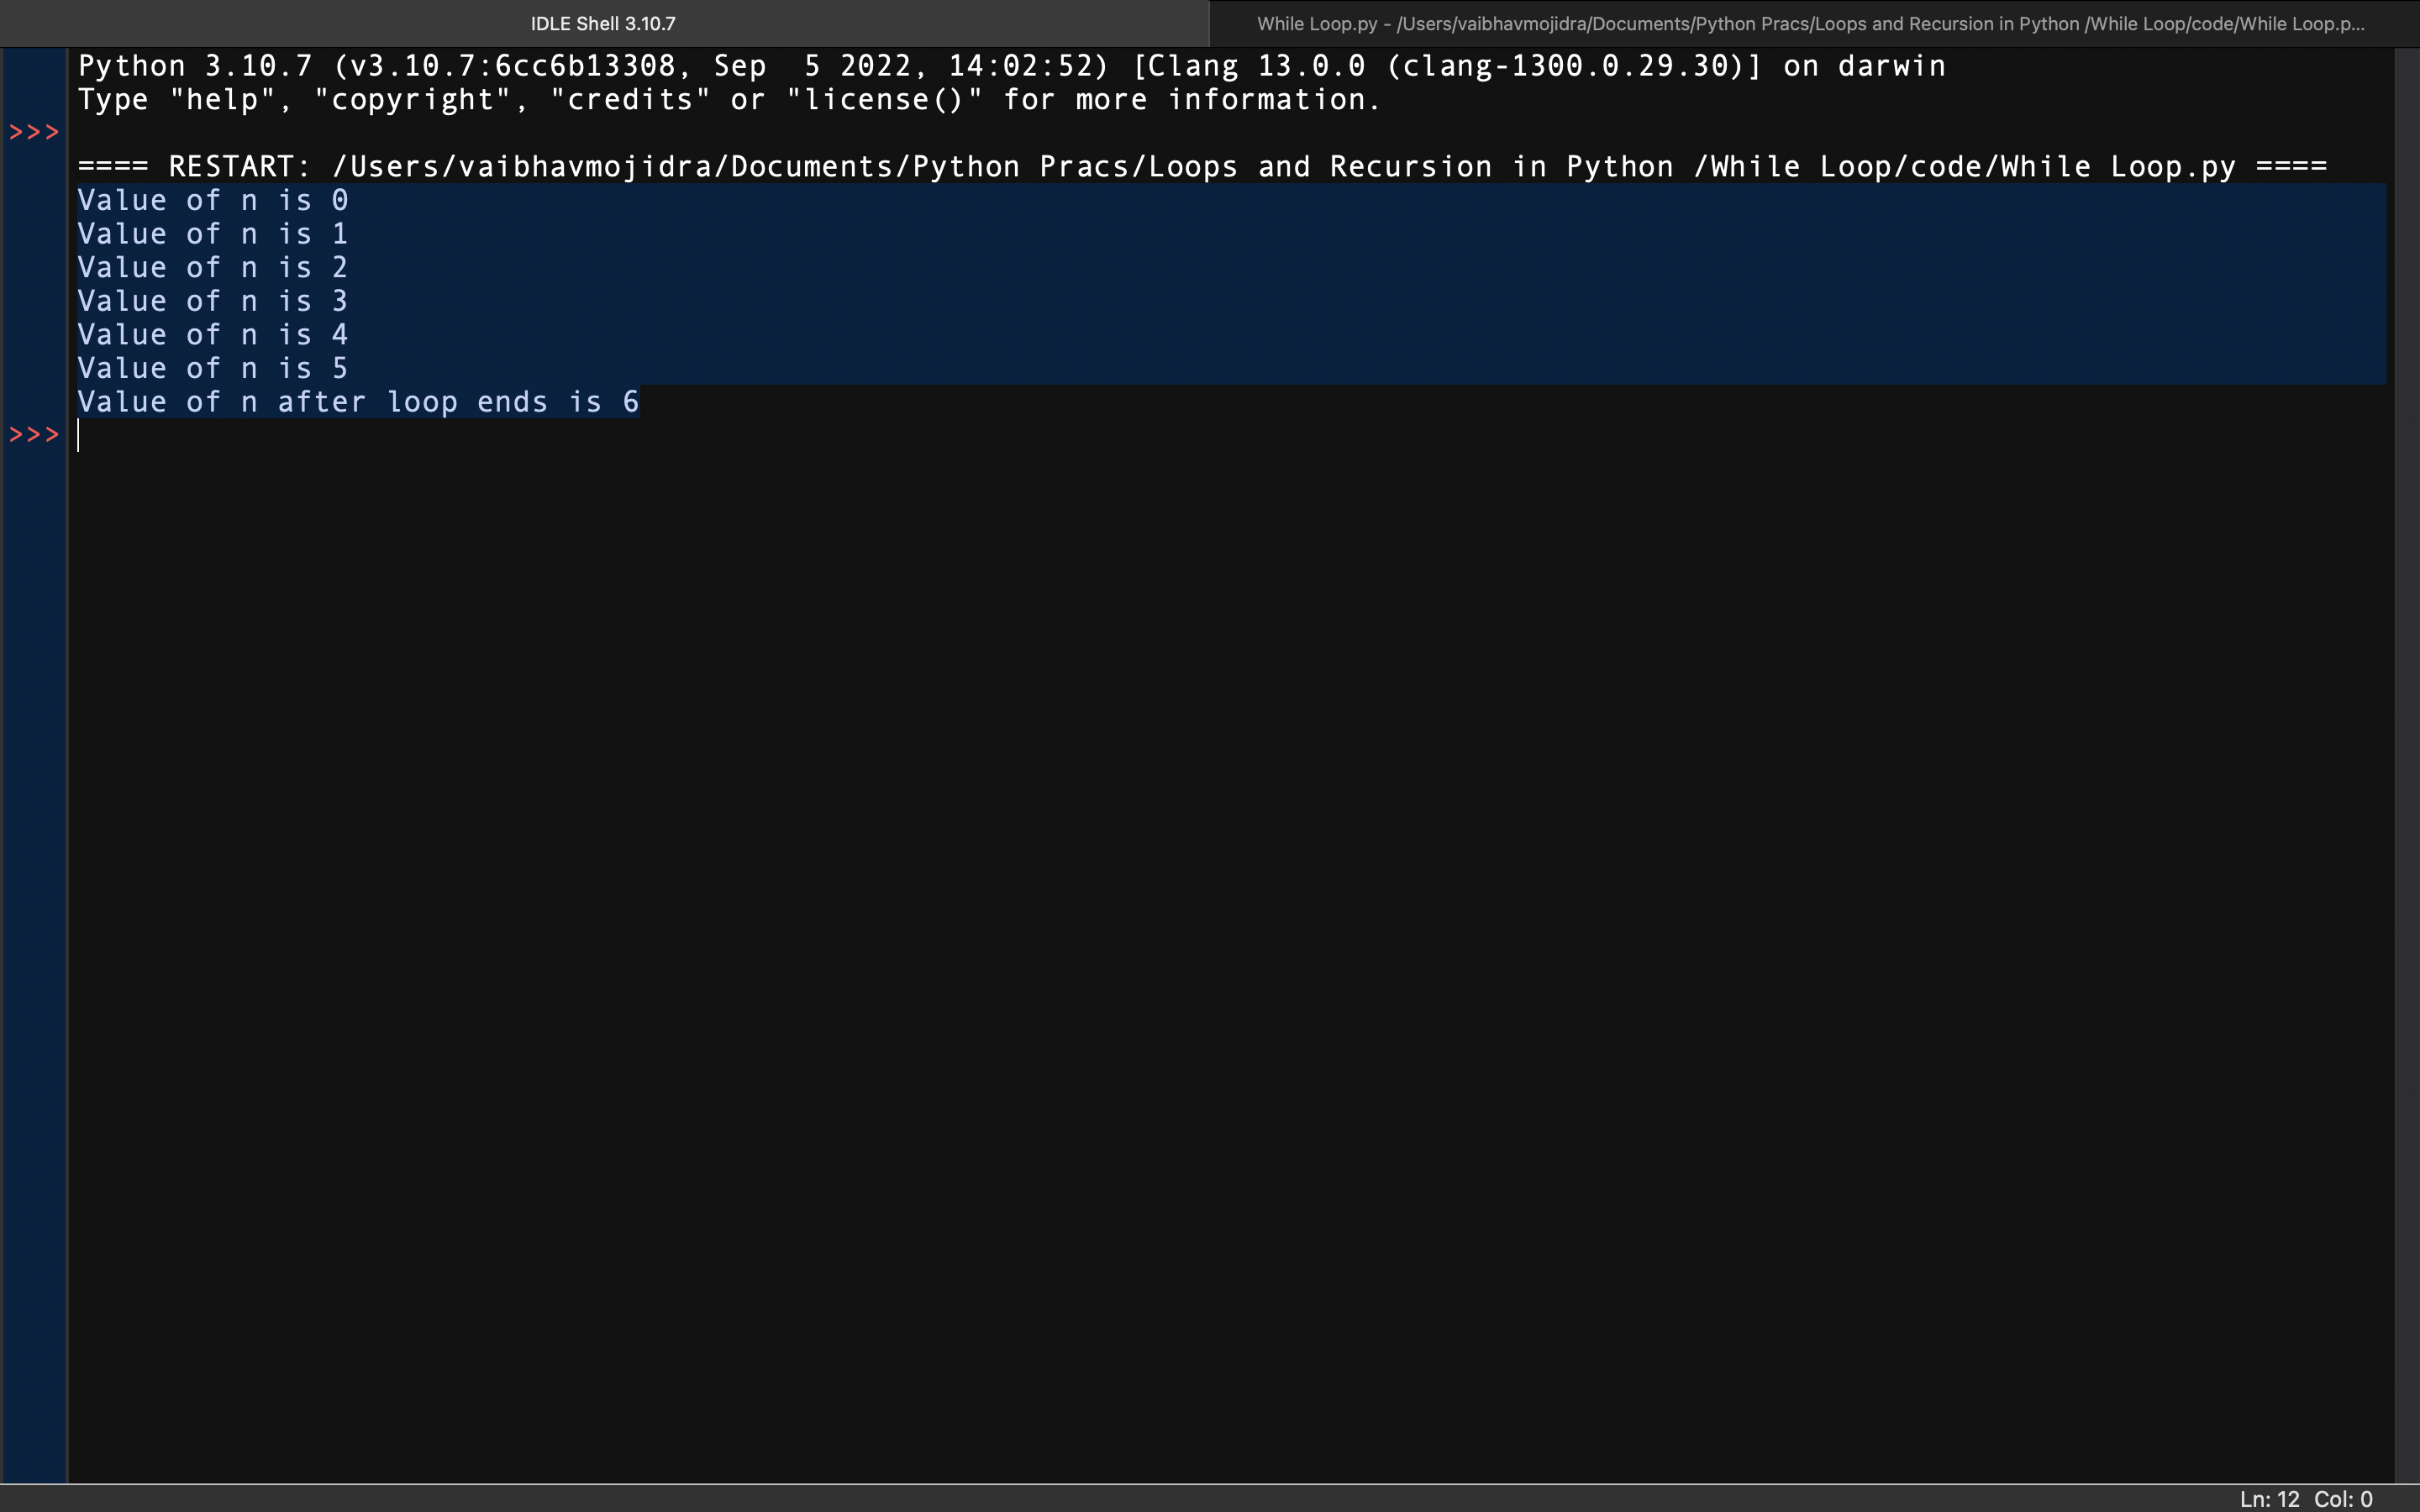 IDLE Shell 3.10.7
While Loop.py - /Users/vaibhavmojidra/Documents/Python Pracs/Loops and Recursion in Python /While Loop/code/While Loop.p...
Python 3.10.7 (v3.10.7:6cc6b13308, Sep  5 2022, 14:02:52) [Clang 13.0.0 (clang-1300.0.29.30)] on darwin
Type "help", "copyright", "credits" or "license()" for more information.
>>>
==== RESTART: /Users/vaibhavmojidra/Documents/Python Pracs/Loops and Recursion in Python /While Loop/code/While Loop.py ====
Value of n is 0
Value of n is 1
Value of n is 2
Value of n is 3
Value of n is 4
Value of n is 5
Value of n after loop ends is 6
>>>
Ln: 12 Col: 0